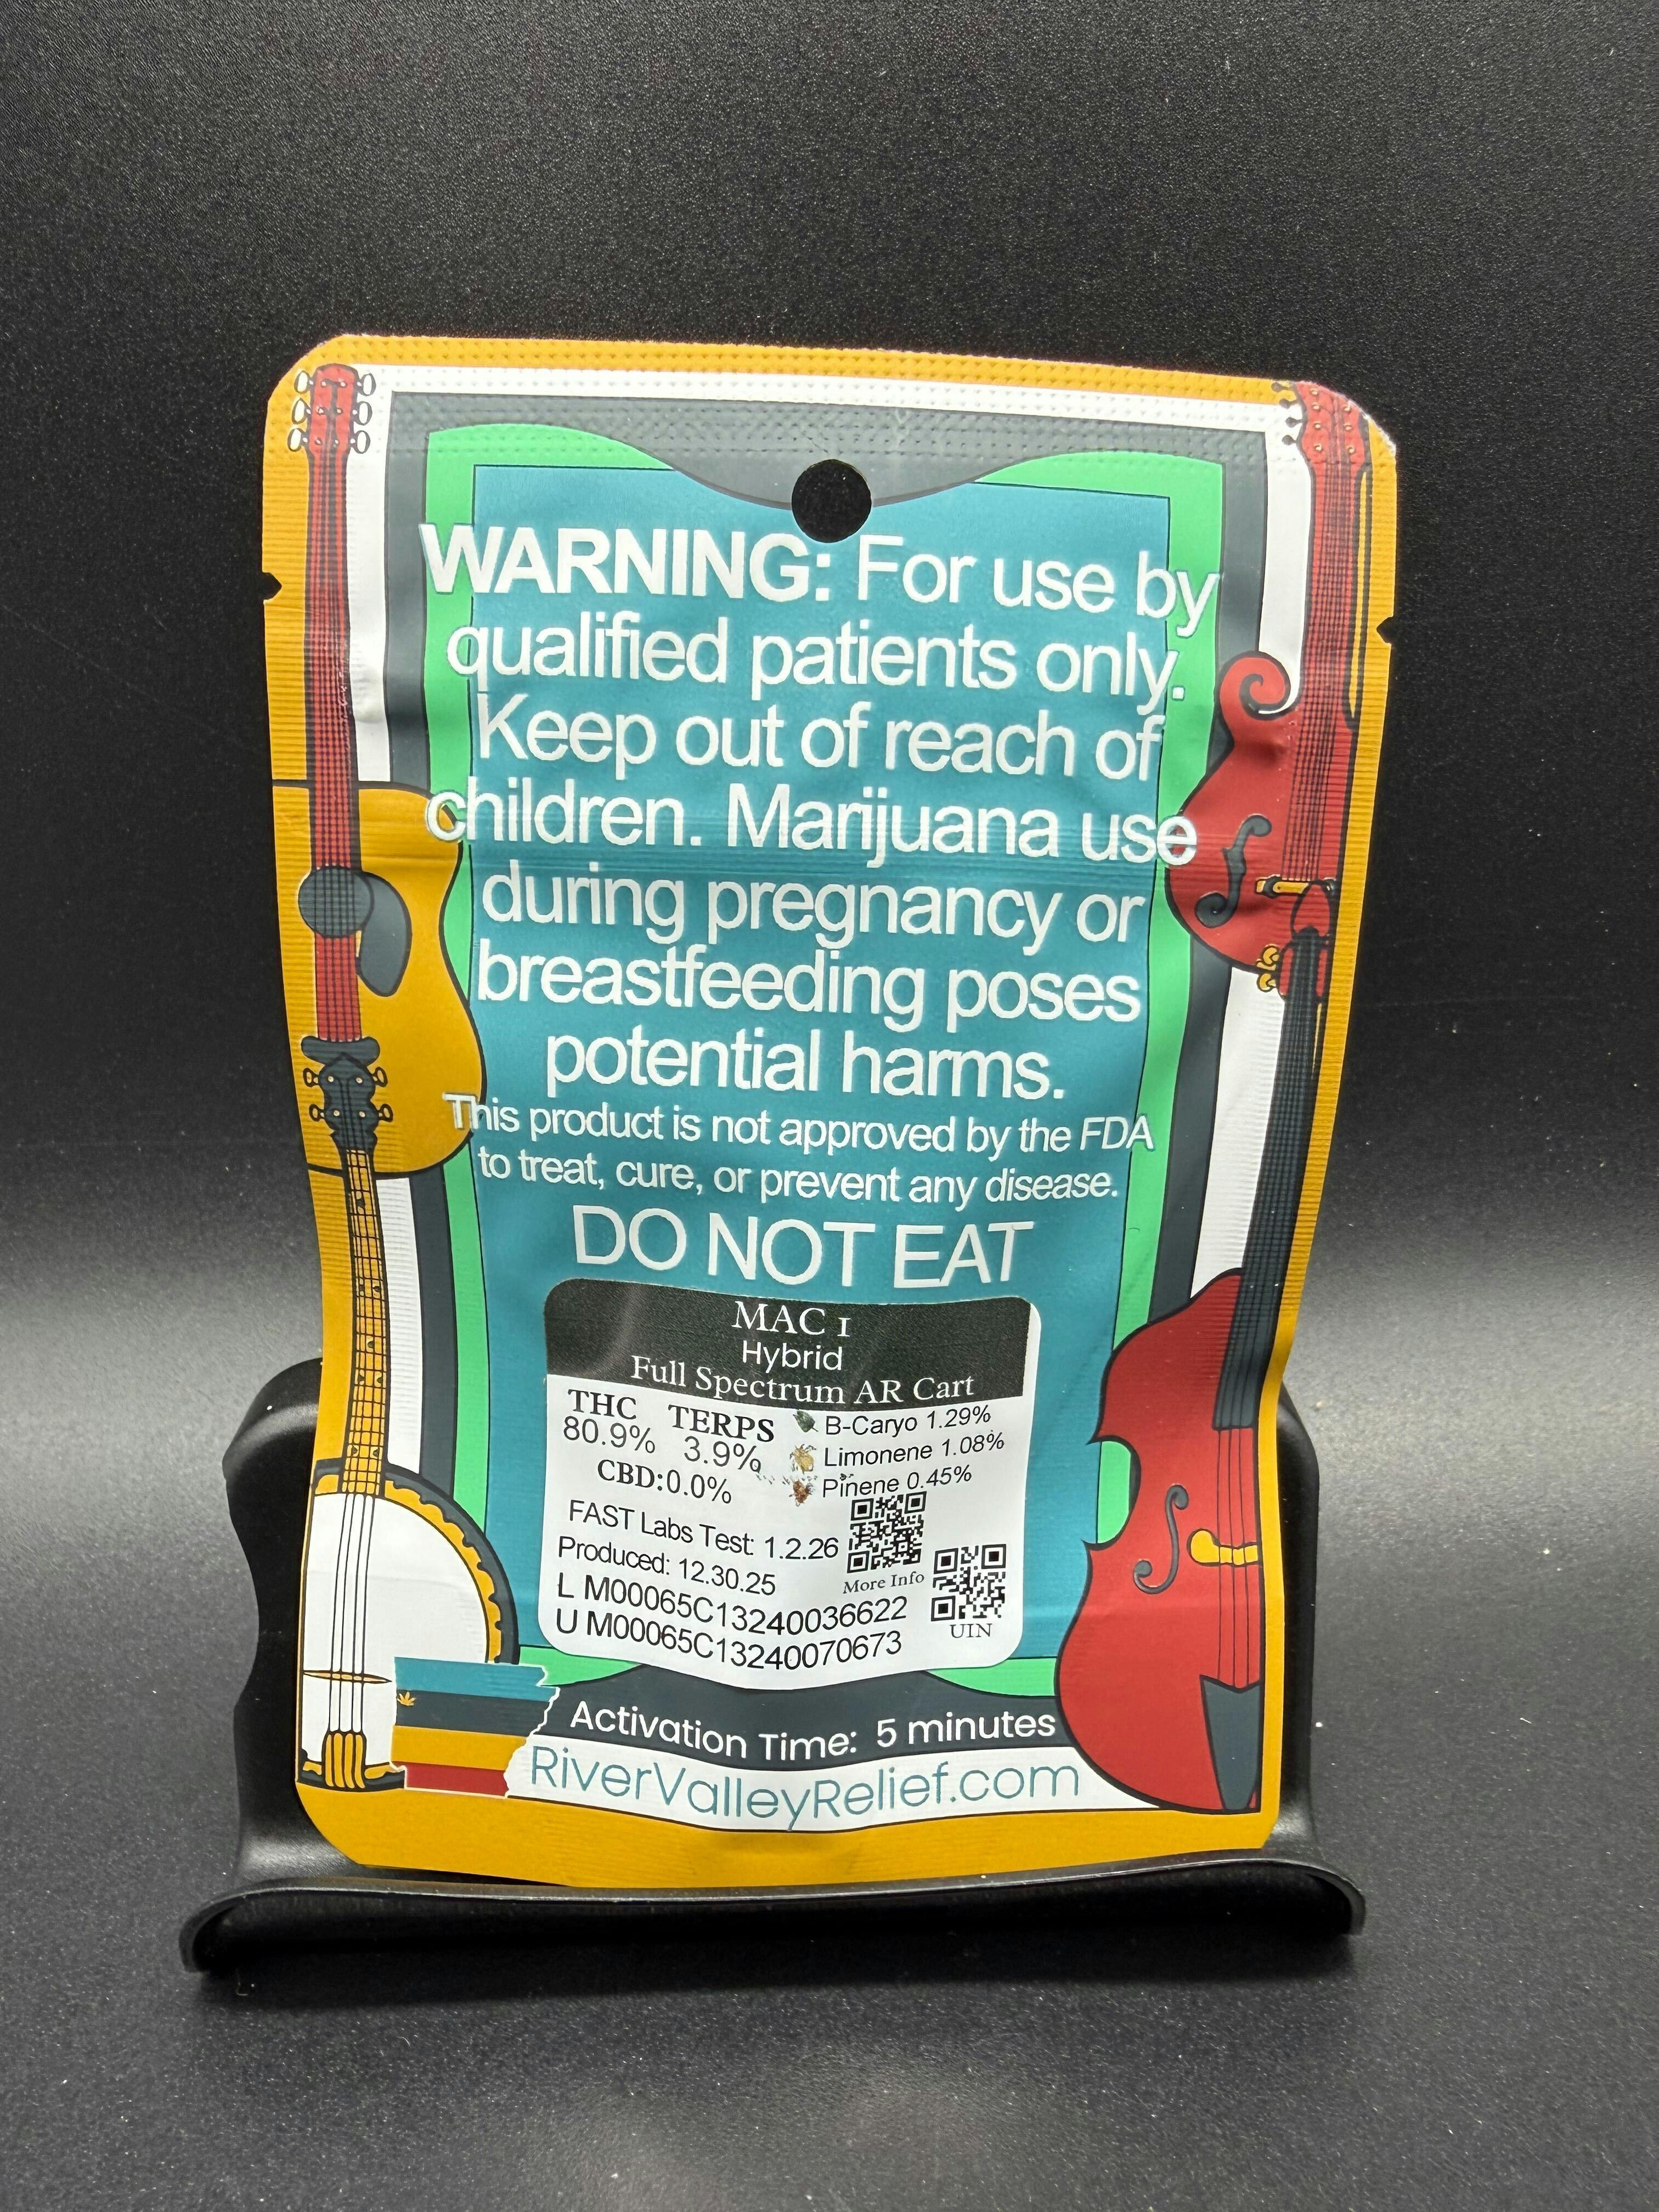 WARNING: For use by
qualified patients only.
Keep out of reach of
children. Marijuana use
during pregnancy or
breastfeeding poses
potential harms.
This product is not approved by the FDA
to treat, cure, or prevent any disease.
DO NOT EAT
MAC 1
Hybrid
Full Spectrum AR Cart
THC TERPS
80.9% 3.9%
CBD:0.0%
B-Caryo 1.29%
Limonene 1.08%
Pinene 0.45%
FAST Labs Test: 1.2.26
Produced: 12.30.25
More Info
L M00065C13240036622
U M00065C13240070673
UIN
Activation Time: 5 minutes
RiverValleyRelief.com